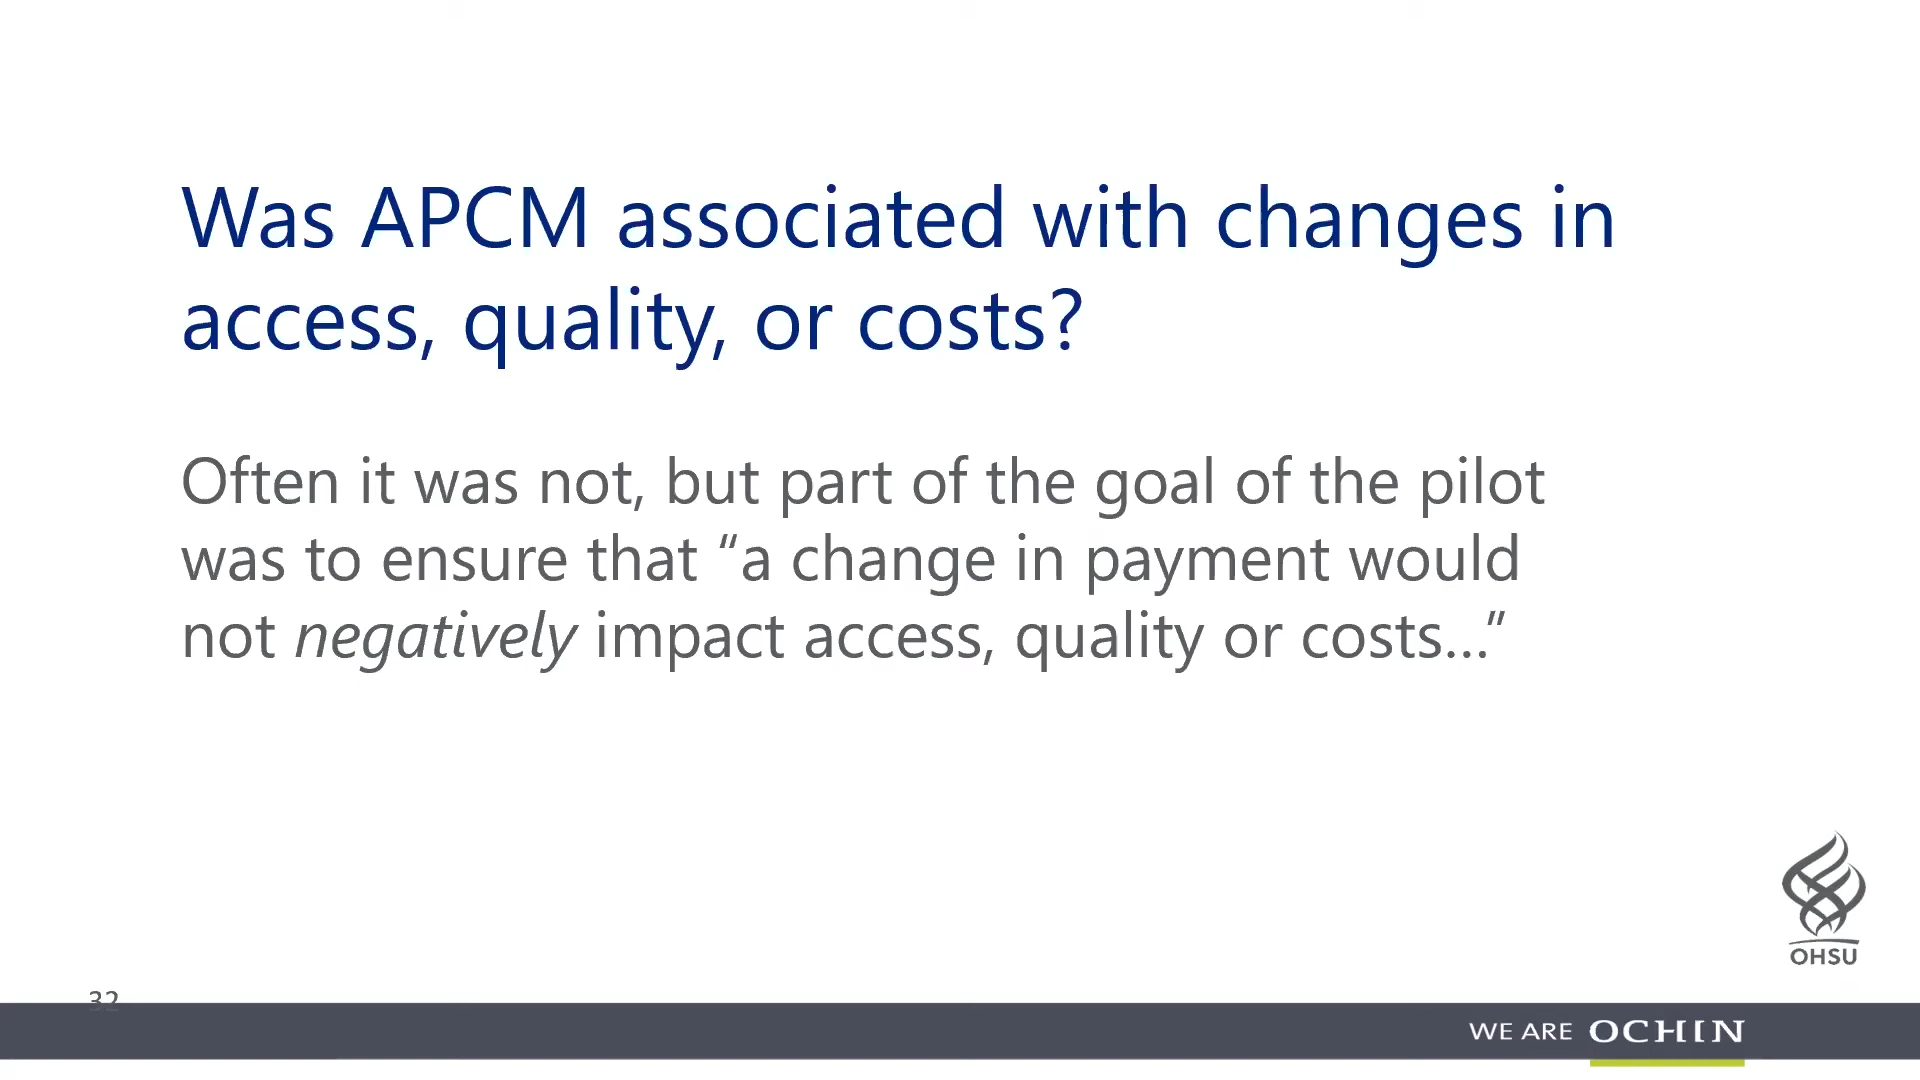 Was APCM associated with changes in
access, quality, or costs?
Often it was not, but part of the goal of the pilot
was to ensure that “a change in payment would
not negatively impact access, quality or costs…”
OHSU
32
WE ARE OCHIN